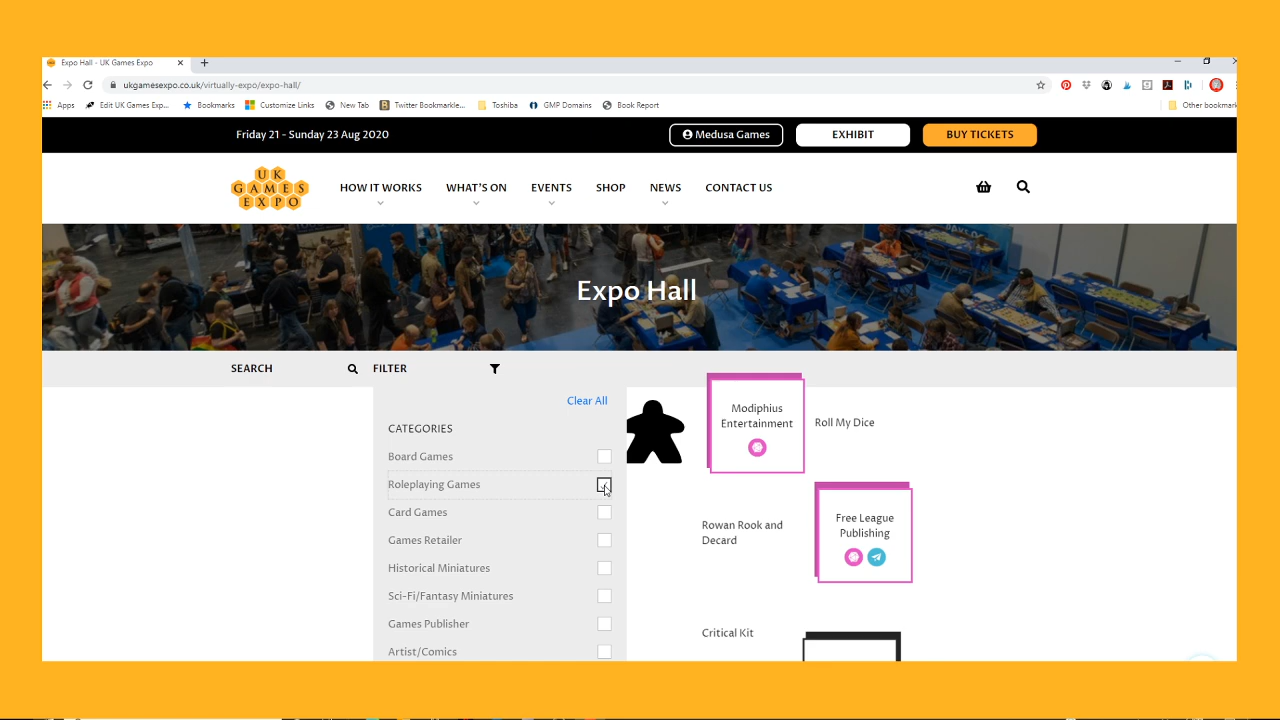 Expo Hall - UK Games Expo
ukgamesexpo.co.uk/virtually-expo/expo-hall/
Apps Edit UK Games Exp... Bookmarks Customize Links New Tab Twitter Bookmarkle... Toshiba GMP Domains Book Report Other bookmark
Friday 21 - Sunday 23 Aug 2020
Medusa Games
EXHIBIT
BUY TICKETS
UK
GAMES
EXPO
HOW IT WORKS WHAT'S ON EVENTS SHOP NEWS CONTACT US
Expo Hall
SEARCH
FILTER
Clear All
CATEGORIES
Board Games
Roleplaying Games
Card Games
Games Retailer
Historical Miniatures
Sci-Fi/Fantasy Miniatures
Games Publisher
Artist/Comics
Modiphius
Entertainment
Roll My Dice
Rowan Rook and
Decard
Free League
Publishing
Critical Kit